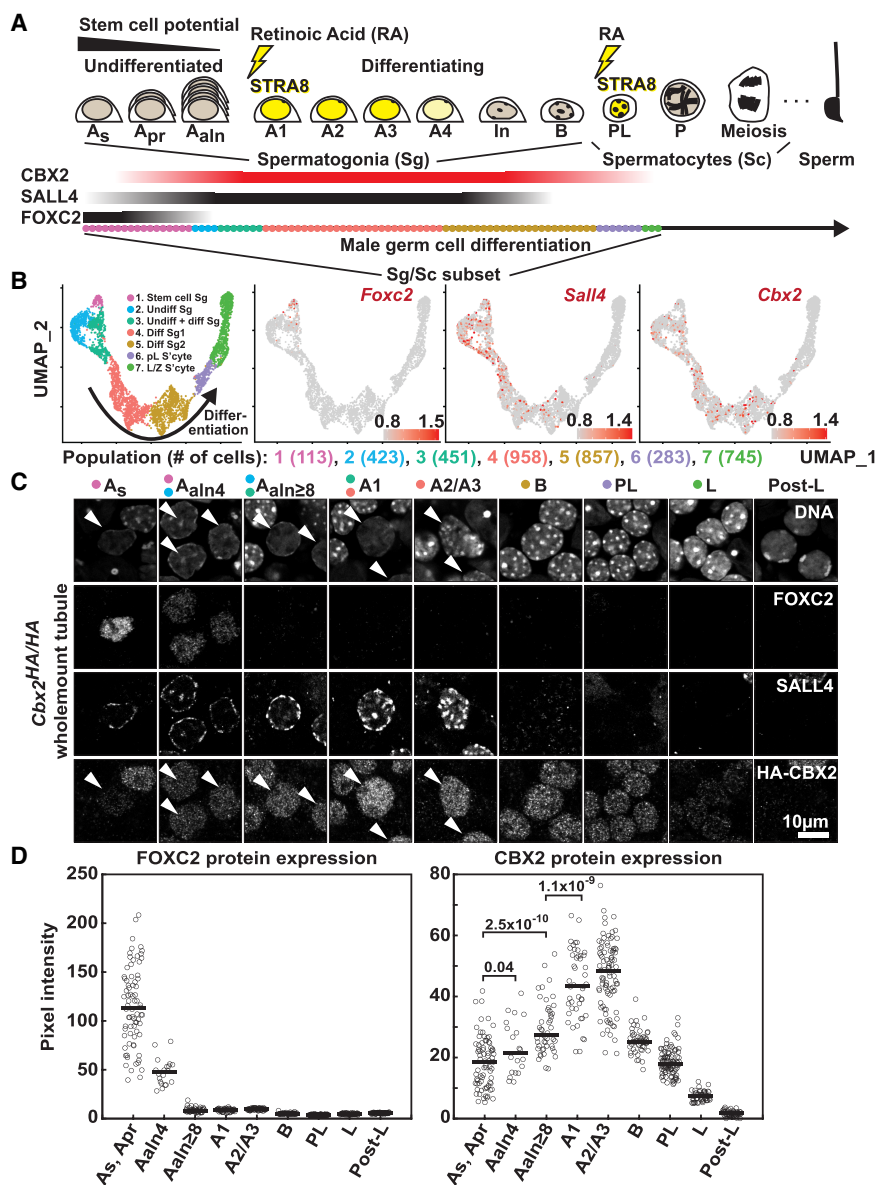 A
Stem cell potential
Undifferentiated
Retinoic Acid (RA)
STRA8
Differentiating
RA
STRA8
As Apr Aaln A1 A2 A3 A4 In B PL P Meiosis ... Sperm
Spermatogonia (Sg) Spermatocytes (Sc)
CBX2
SALL4
FOXC2
Male germ cell differentiation
Sg/Sc subset
B
UMAP_2
1. Stem cell Sg
2. Undiff Sg
3. Undiff + diff Sg
4. Diff Sg1
5. Diff Sg2
6. pL S'cyte
7. L/Z S'cyte
Differ-
entiation
Foxc2
0.8 1.5
Sall4
0.8 1.4
Cbx2
0.8 1.4
Population (# of cells): 1 (113), 2 (423), 3 (451), 4 (958), 5 (857), 6 (283), 7 (745) UMAP_1
C
As Aaln4 Aaln≥8 A1 A2/A3 B PL L Post-L
Cbx2HA/HA
wholemount tubule
DNA
FOXC2
SALL4
HA-CBX2
10μm
D
FOXC2 protein expression
Pixel intensity
250
200
150
100
50
0
As, Apr Aaln4 Aaln≥8 A1 A2/A3 B PL L Post-L
CBX2 protein expression
80
60
40
20
0
0.04
2.5x10-10
1.1x10-9
As, Apr Aaln4 Aaln≥8 A1 A2/A3 B PL L Post-L